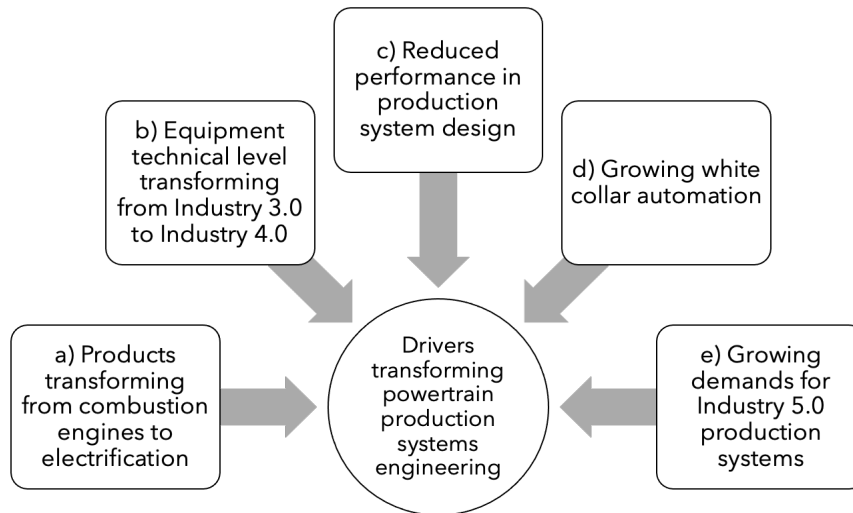 c) Reduced
performance in
production
system design
b) Equipment
technical level
transforming
from Industry 3.0
to Industry 4.0
d) Growing white
collar automation
a) Products
transforming
from combustion
engines to
electrification
Drivers
transforming
powertrain
production
systems
engineering
e) Growing
demands for
Industry 5.0
production
systems